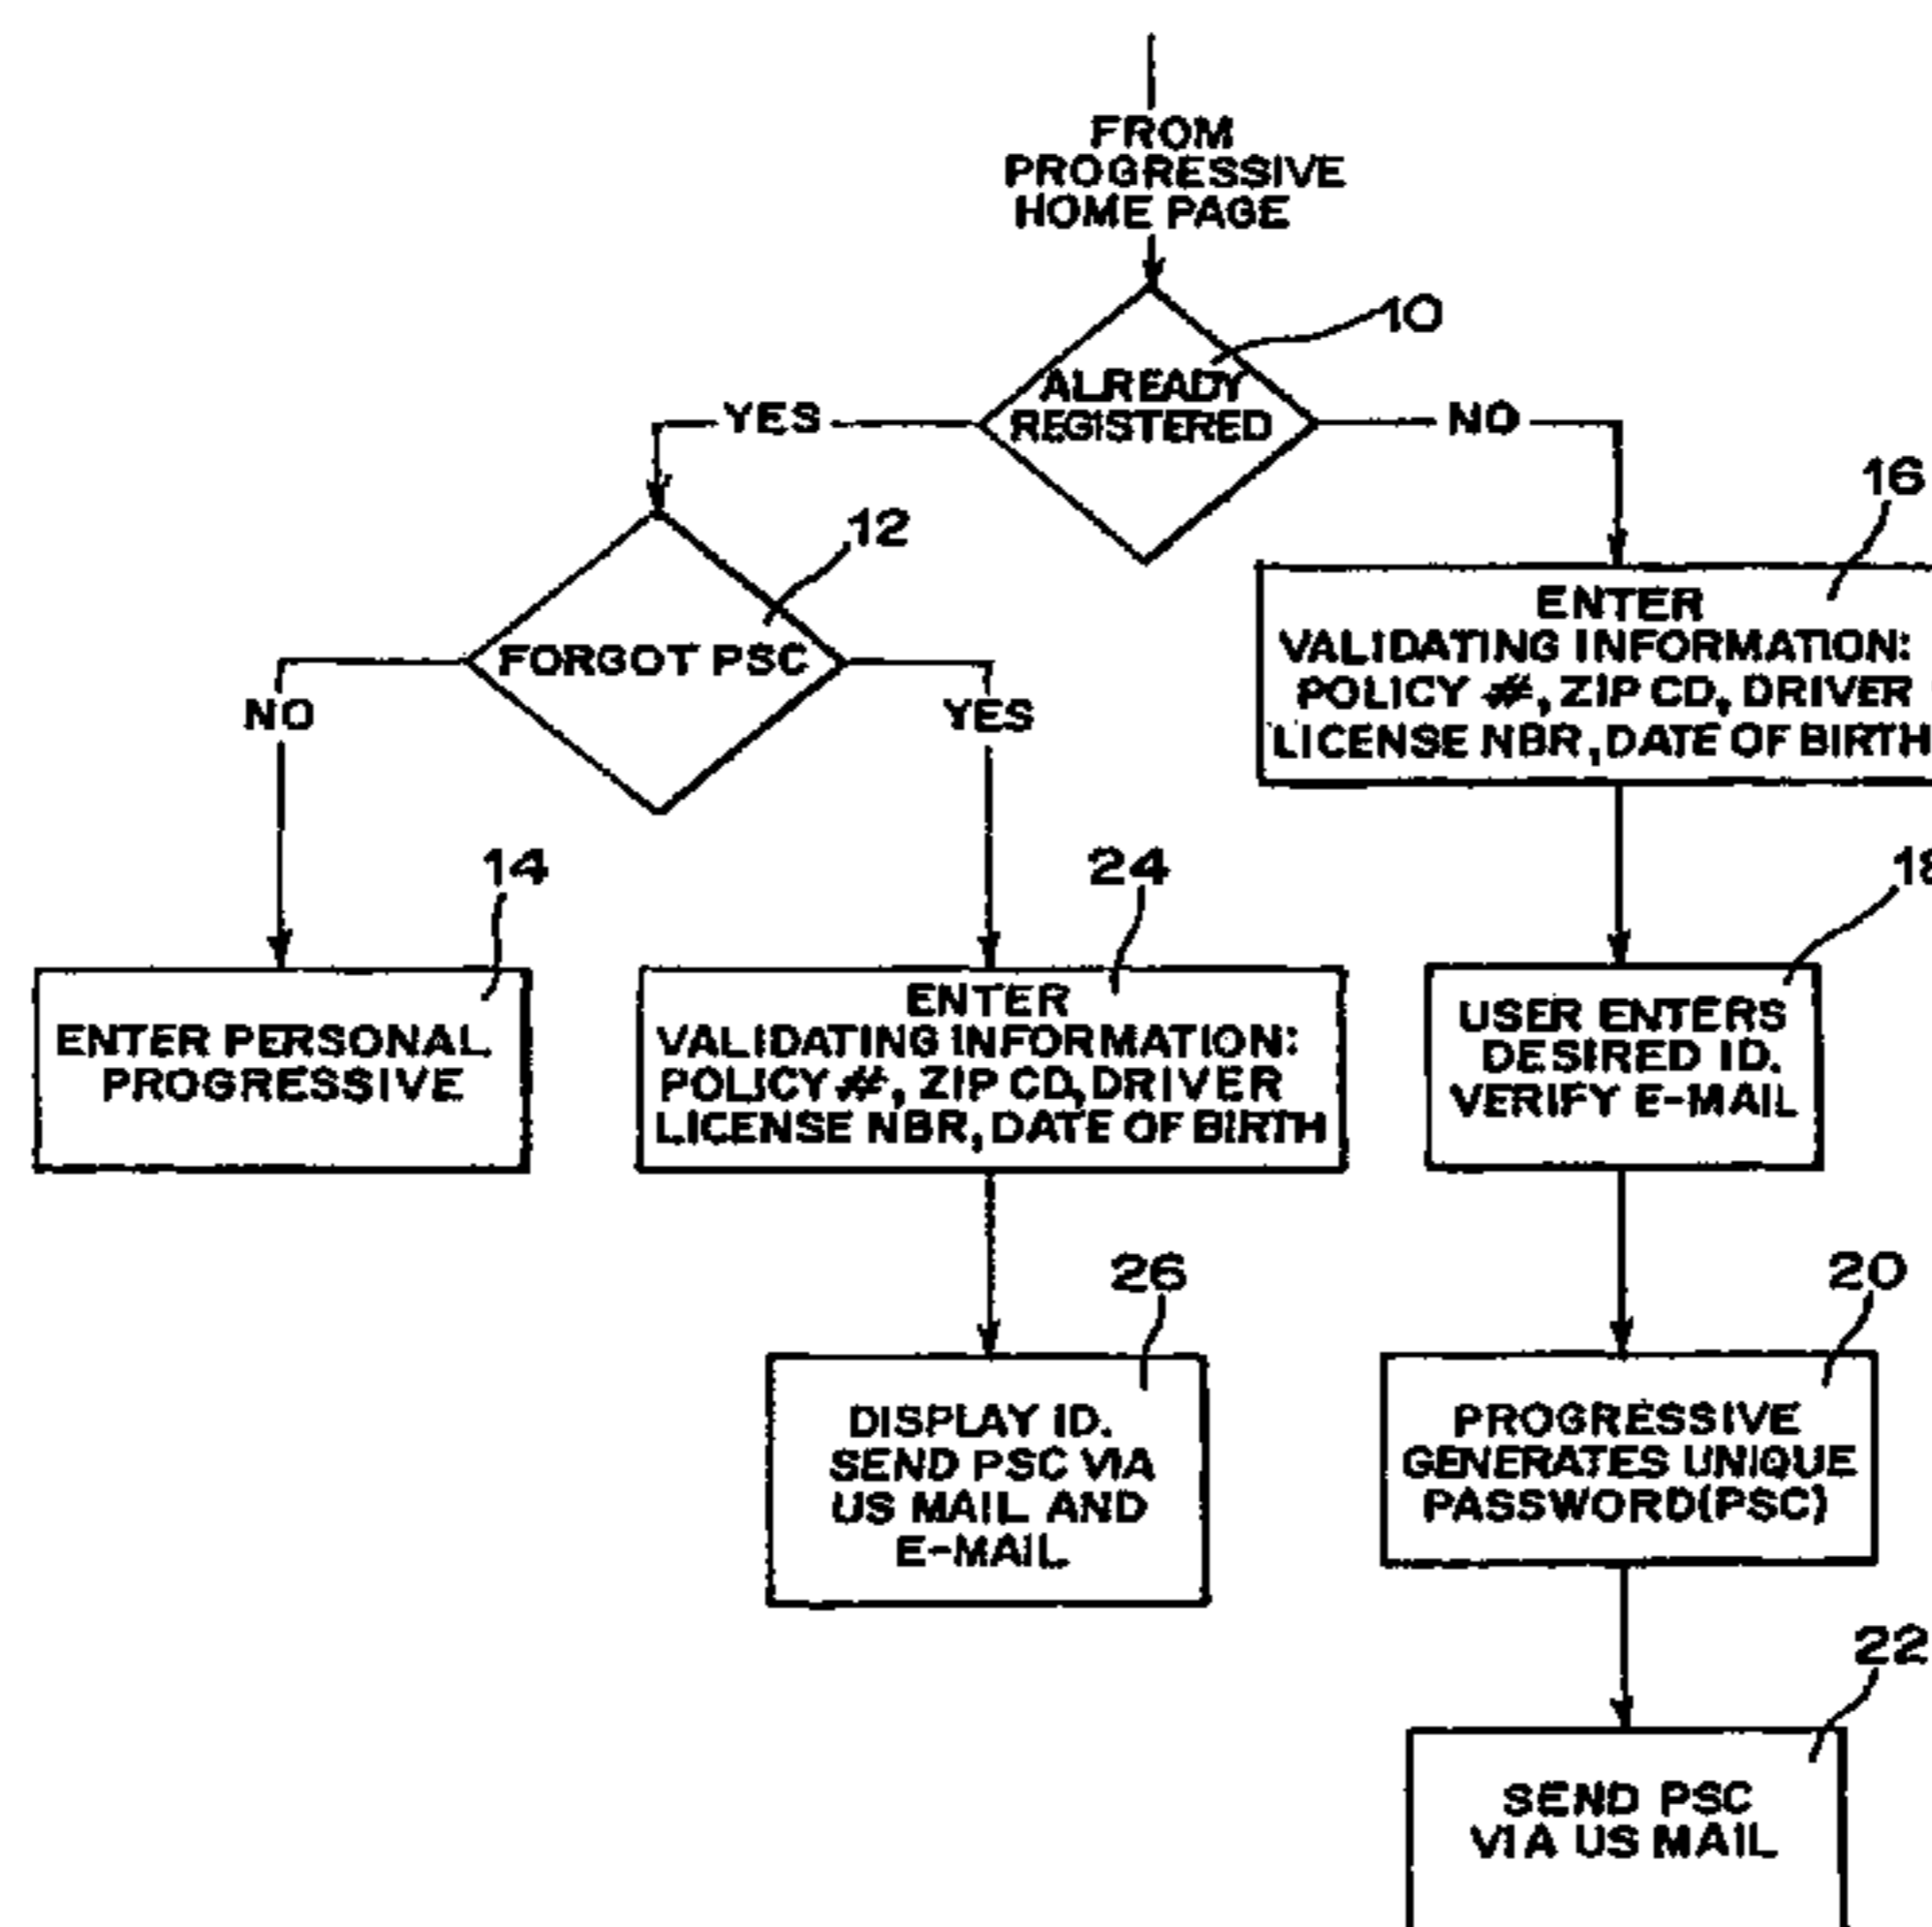 FROM
PROGRESSIVE
HOME PAGE
10
ALREADY
REGISTERED
YES
NO
16
12
ENTER
VALIDATING INFORMATION:
POLICY #, ZIP CD, DRIVER
LICENSE NBR, DATE OF BIRTH
FORGOT PSC
NO
YES
14
24
18
ENTER PERSONAL
PROGRESSIVE
ENTER
VALIDATING INFORMATION:
POLICY #, ZIP CD, DRIVER
LICENSE NBR, DATE OF BIRTH
USER ENTERS
DESIRED ID.
VERIFY E-MAIL
26
20
DISPLAY ID.
SEND PSC VIA
US MAIL AND
E-MAIL
PROGRESSIVE
GENERATES UNIQUE
PASSWORD(PSC)
22
SEND PSC
VIA US MAIL